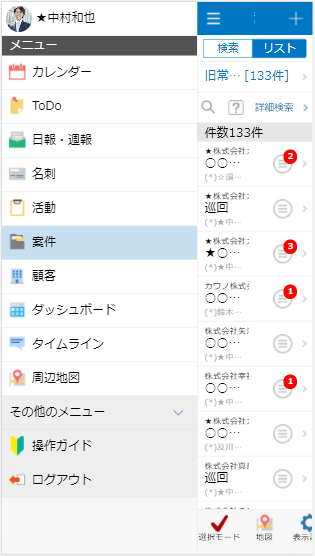 ★中村和也
メニュー
カレンダー
ToDo
日報・週報
名刺
活動
案件
顧客
ダッシュボード
タイムライン
周辺地図
その他のメニュー
操作ガイド
ログアウト
検索
リスト
旧常… [133件]
詳細検索
件数133件
★株式会社
〇〇…
2
(*)☆須…
★株式会社
巡回
(*)★中…
★株式会社
★〇…
3
(*)★中…
カワノ株式会
〇〇…
1
(*)鈴木…
株式会社矢
〇〇…
(*)★中…
株式会社幸
〇〇…
1
(*)★中…
★株式会社
〇〇…
(*)及川…
株式会社真
巡回
(*)★中…
選択モード
地図
表示